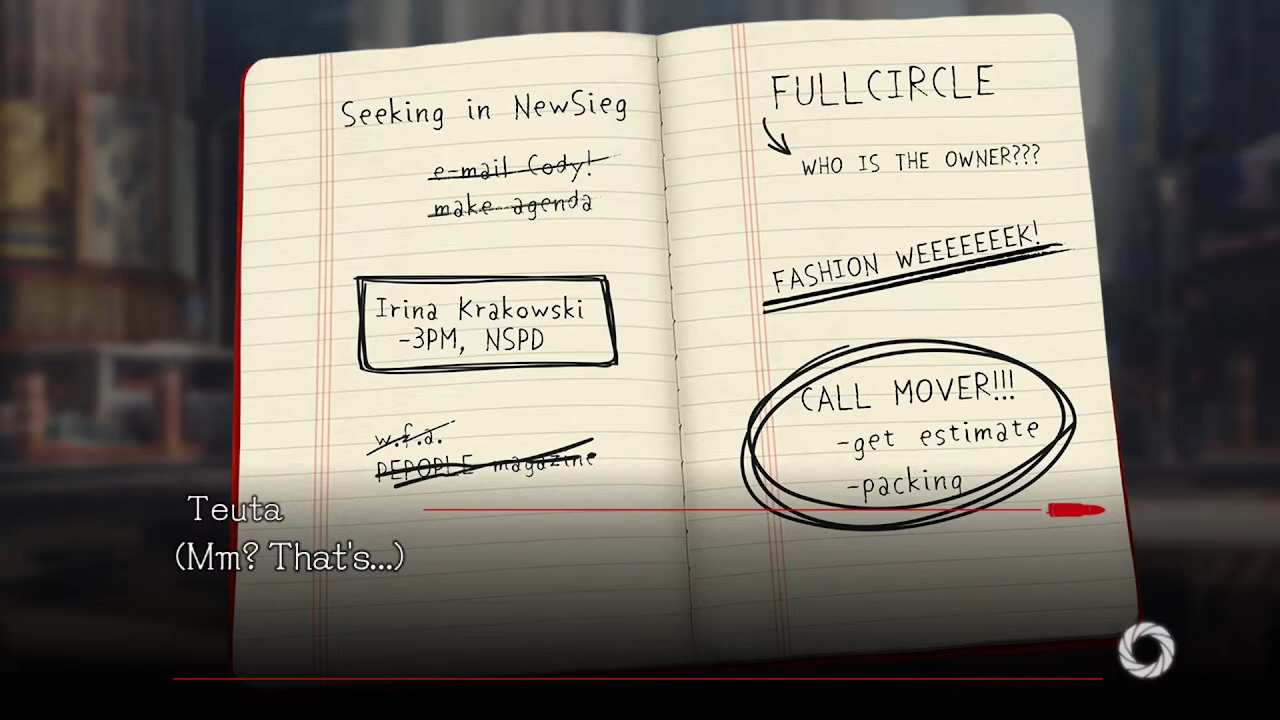 Seeking in NewSieg
e-mail Cody!
make agenda
Irina Krakowski
-3PM, NSPD
w.f.a.
PEPOPLE magazine
FULLCIRCLE
WHO IS THE OWNER???
FASHION WEEEEEEEK!
CALL MOVER!!!
-get estimate
-packing
Teuta
(Mm? That's...)